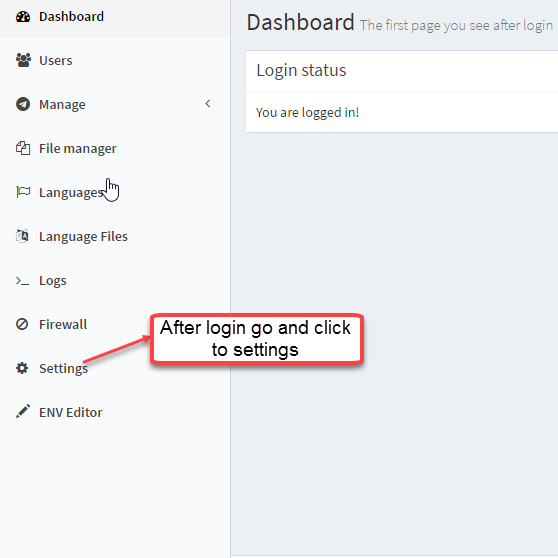 Dashboard
Users
Manage
File manager
Languages
Language Files
Logs
Firewall
Settings
ENV Editor
Dashboard The first page you see after login
Login status
You are logged in!
After login go and click
to settings